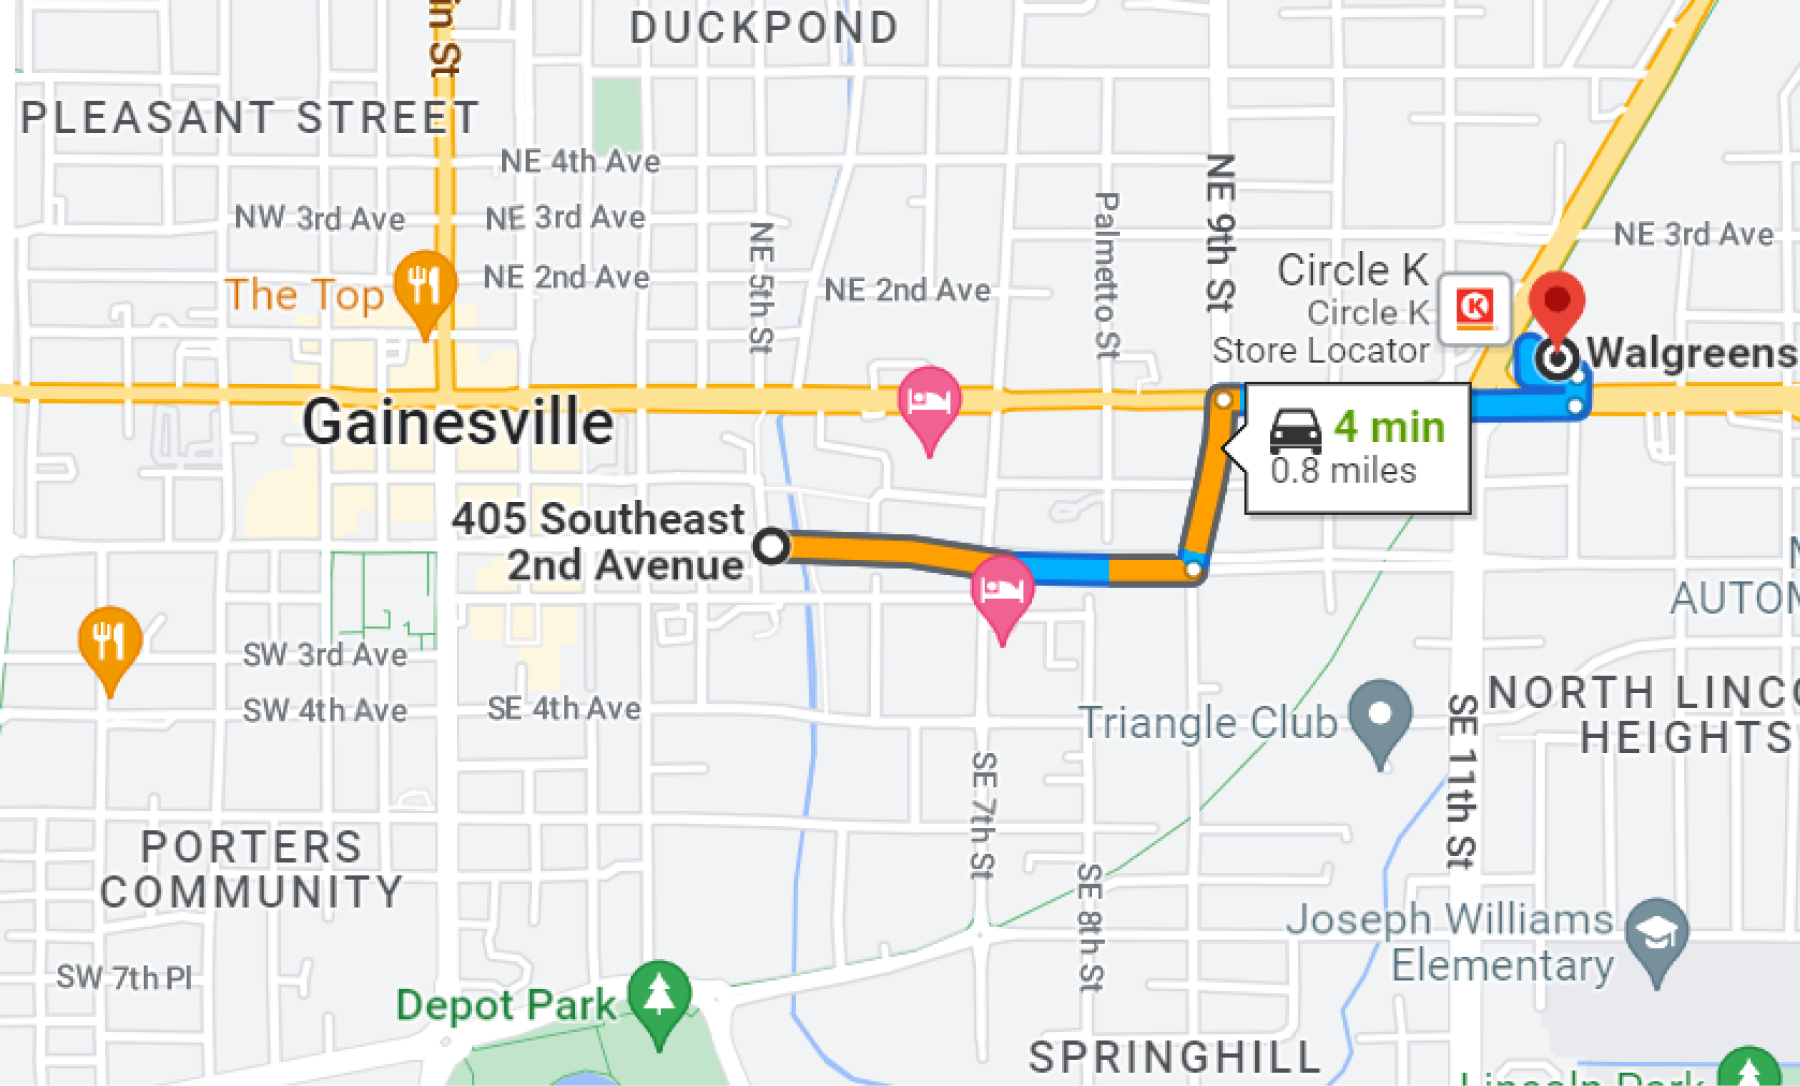 in St
DUCKPOND
PLEASANT STREET
NE 4th Ave
NW 3rd Ave
NE 3rd Ave
NE 2nd Ave
The Top
NE 5th St
NE 2nd Ave
Palmetto St
NE 9th St
NE 3rd Ave
Circle K
Circle K
Store Locator
K
Walgreens
Gainesville
4 min
0.8 miles
405 Southeast
2nd Avenue
AUTOM
SW 3rd Ave
SW 4th Ave
SE 4th Ave
Triangle Club
NORTH LINCO
HEIGHTS
SE 7th St
SE 11th St
PORTERS
COMMUNITY
SE 8th St
Joseph Williams
Elementary
SW 7th Pl
Depot Park
SPRINGHILL
Lincoln Park